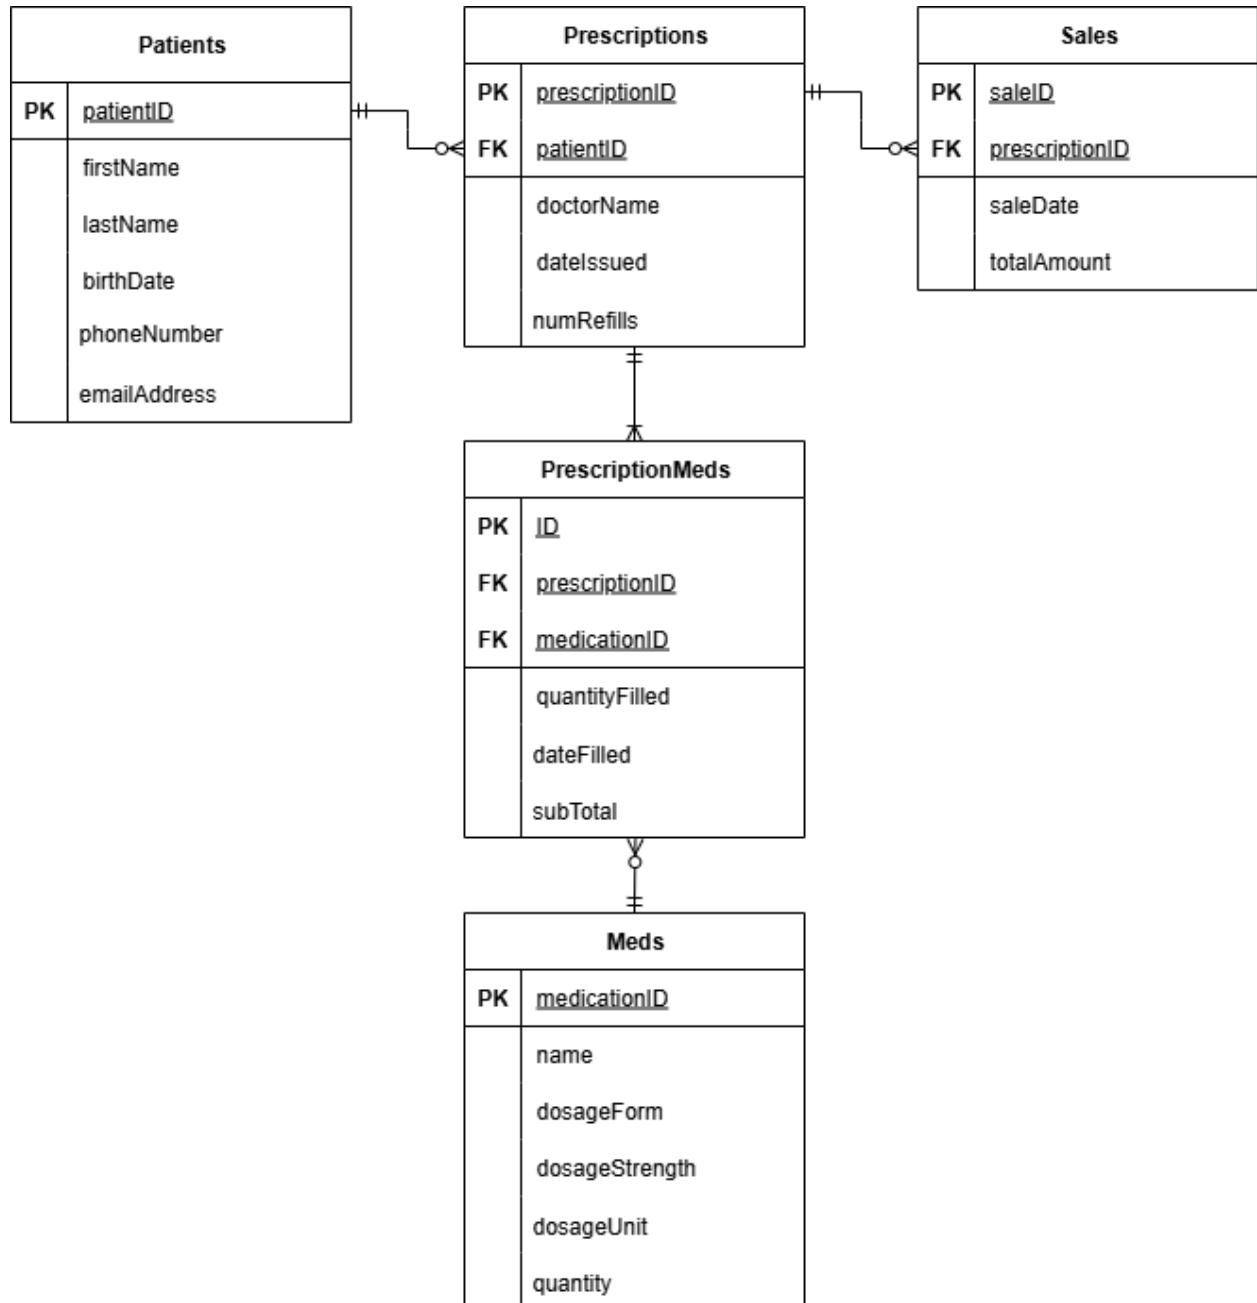 Patients
PK patientID
firstName
lastName
birthDate
phoneNumber
emailAddress
Prescriptions
PK prescriptionID
FK patientID
doctorName
dateIssued
numRefills
Sales
PK saleID
FK prescriptionID
saleDate
totalAmount
PrescriptionMeds
PK ID
FK prescriptionID
FK medicationID
quantityFilled
dateFilled
subTotal
Meds
PK medicationID
name
dosageForm
dosageStrength
dosageUnit
quantity